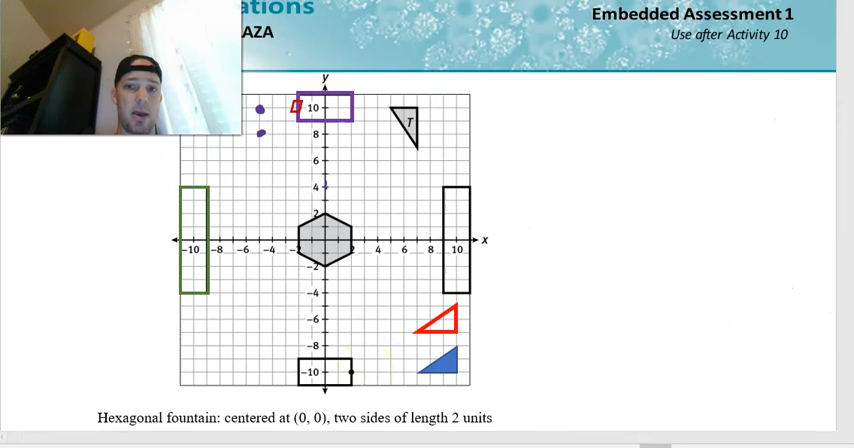 ations
Embedded Assessment 1
AZA
Use after Activity 10
y
10
T
8
6
4
2
-10 -8 -6 -4 -2 2 4 6 8 10 x
-2
-4
-6
-8
-10
Hexagonal fountain: centered at (0, 0), two sides of length 2 units